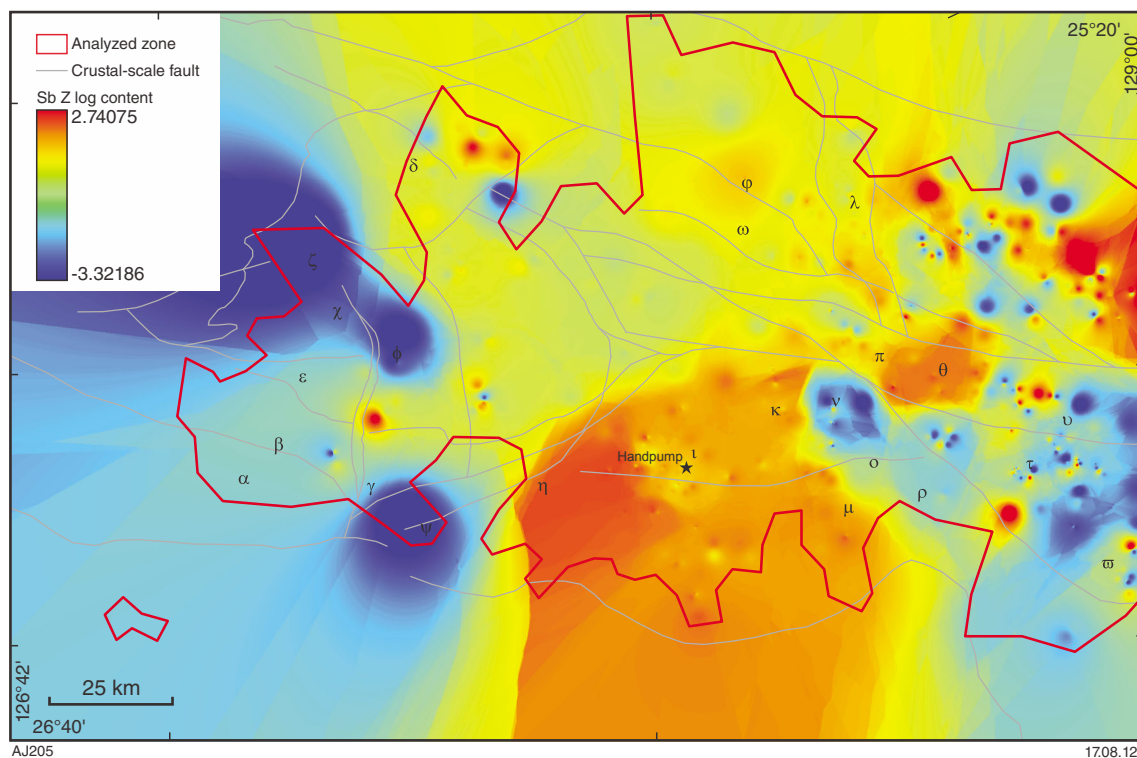 Analyzed zone
Crustal-scale fault
Sb Z log content
2.74075
-3.32186
25°20'
129°00'
δ
φ
λ
ω
ζ
χ
ϕ
π
θ
ε
κ
ν
υ
β
Handpump
ι
ο
τ
α
γ
η
ρ
μ
ψ
ϖ
25 km
126°42'
26°40'
AJ205
17.08.12